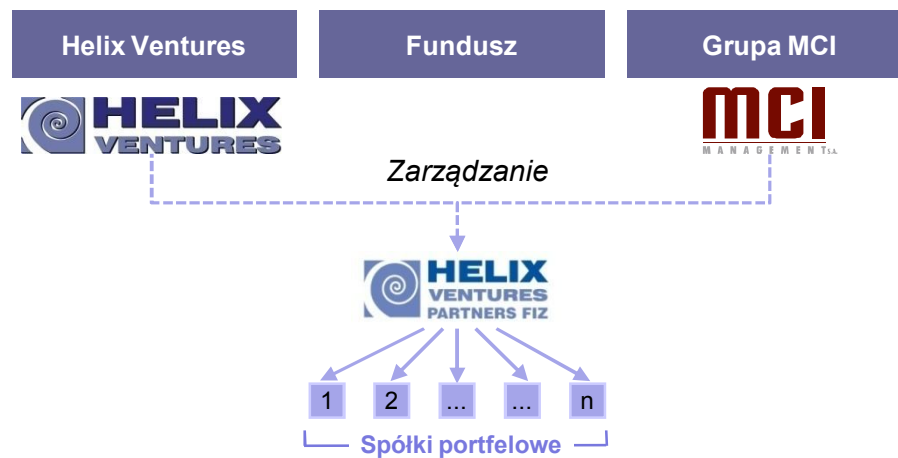 Helix Ventures
Fundusz
Grupa MCI
HELIX
VENTURES
mci
MANAGEMENT S.A.
Zarządzanie
HELIX
VENTURES
PARTNERS FIZ
1
2
...
...
n
Spółki portfelowe